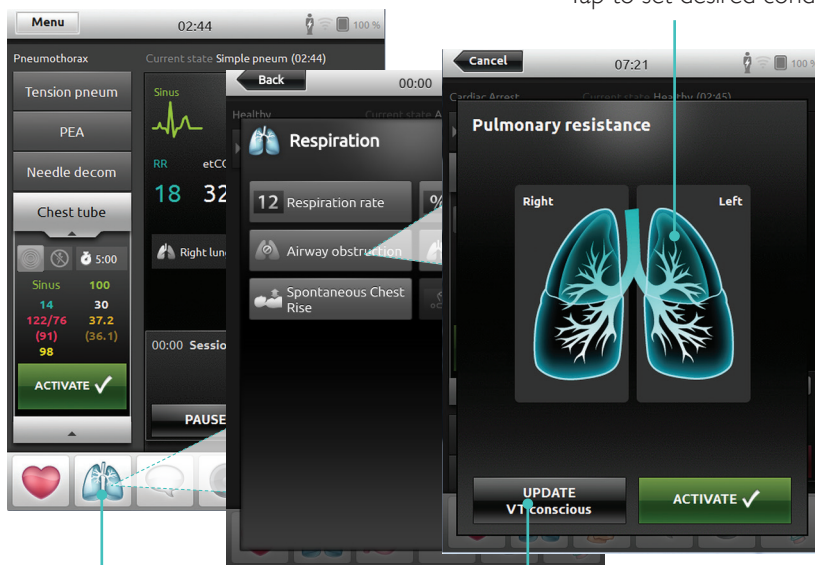 Tap to set desired cond
Menu
02:44
100 %
Pneumothorax
Current state Simple pneum (02:44)
Tension pneum
PEA
Needle decom
Chest tube
5:00
Sinus 100
14 30
122/76 37.2
(91) (36.1)
98
ACTIVATE
Sinus
RR etCO
18 32
Right lun
00:00 Sessio
PAUSE
Back
00:00
Healthy
Current state A
Respiration
12 Respiration rate
%
Airway obstruction
Spontaneous Chest
Rise
Cancel
07:21
100 %
Cardiac Arrest
Current state Healthy (02:45)
Pulmonary resistance
Right
Left
UPDATE
VT conscious
ACTIVATE